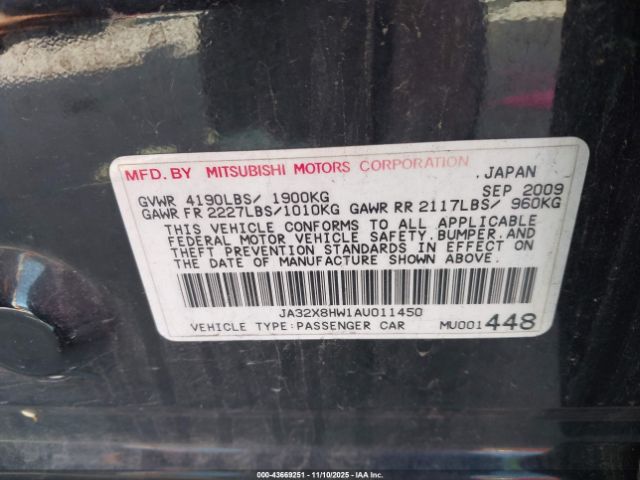 MFD. BY MITSUBISHI MOTORS CORPORATION , JAPAN
GVWR 4190LBS/ 1900KG SEP 2009
GAWR FR 2227LBS/1010KG GAWR RR 2117LBS/ 960KG
THIS VEHICLE CONFORMS TO ALL APPLICABLE
FEDERAL MOTOR VEHICLE SAFETY,BUMPER,AND
THEFT PREVENTION STANDARDS IN EFFECT ON
THE DATE OF MANUFACTURE SHOWN ABOVE.
JA32X8HW1AU011450
VEHICLE TYPE:PASSENGER CAR MU001448
000-43669251 - 11/10/2025 - IAA Inc.